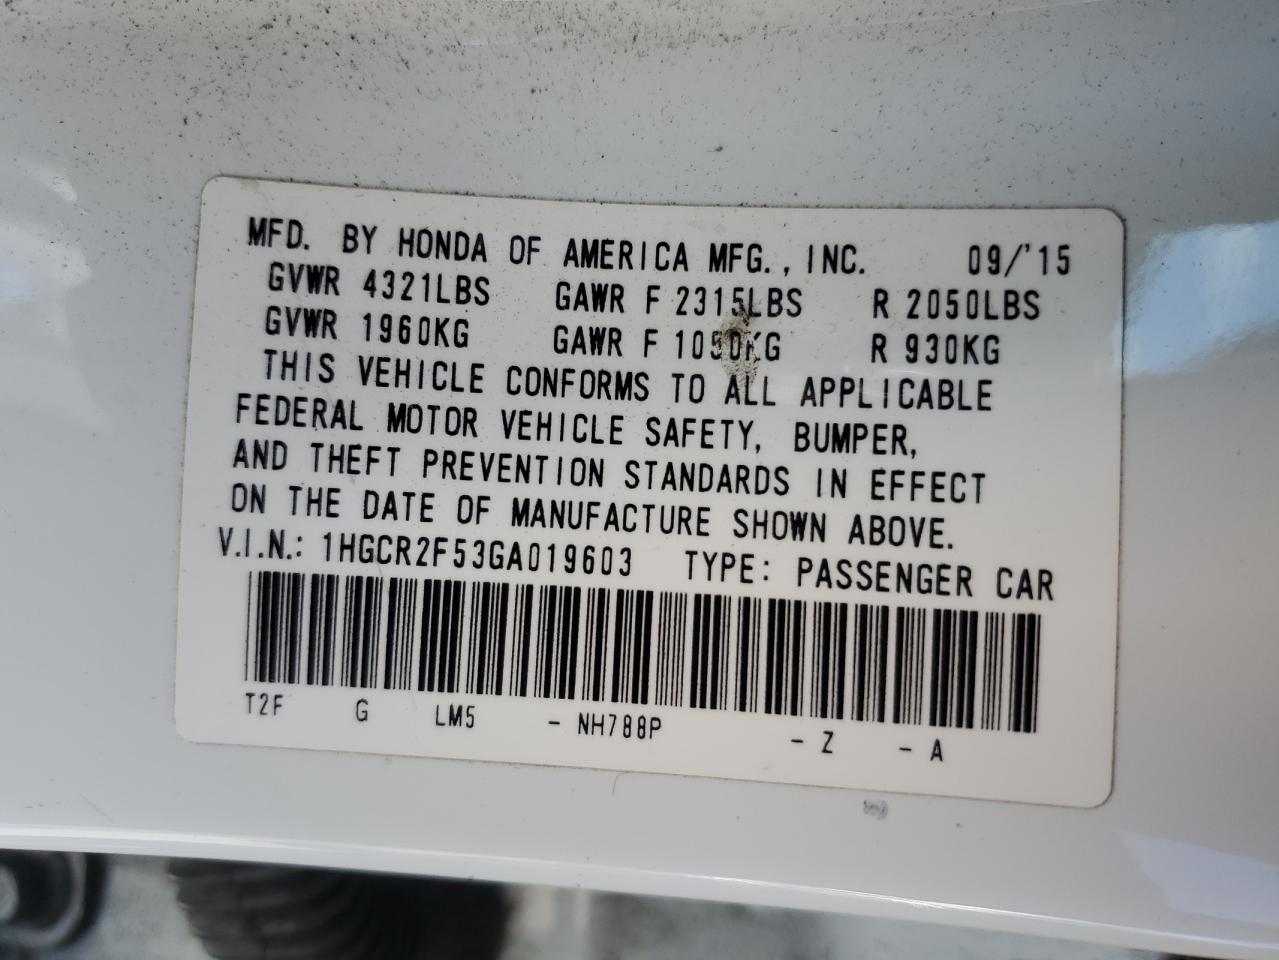 MFD. BY HONDA OF AMERICA MFG., INC. 09/'15
GVWR 4321LBS GAWR F 2315LBS R 2050LBS
GVWR 1960KG GAWR F 1050KG R 930KG
THIS VEHICLE CONFORMS TO ALL APPLICABLE
FEDERAL MOTOR VEHICLE SAFETY, BUMPER,
AND THEFT PREVENTION STANDARDS IN EFFECT
ON THE DATE OF MANUFACTURE SHOWN ABOVE.
V.I.N.: 1HGCR2F53GA019603 TYPE: PASSENGER CAR
T2F G LM5 - NH788P - Z - A